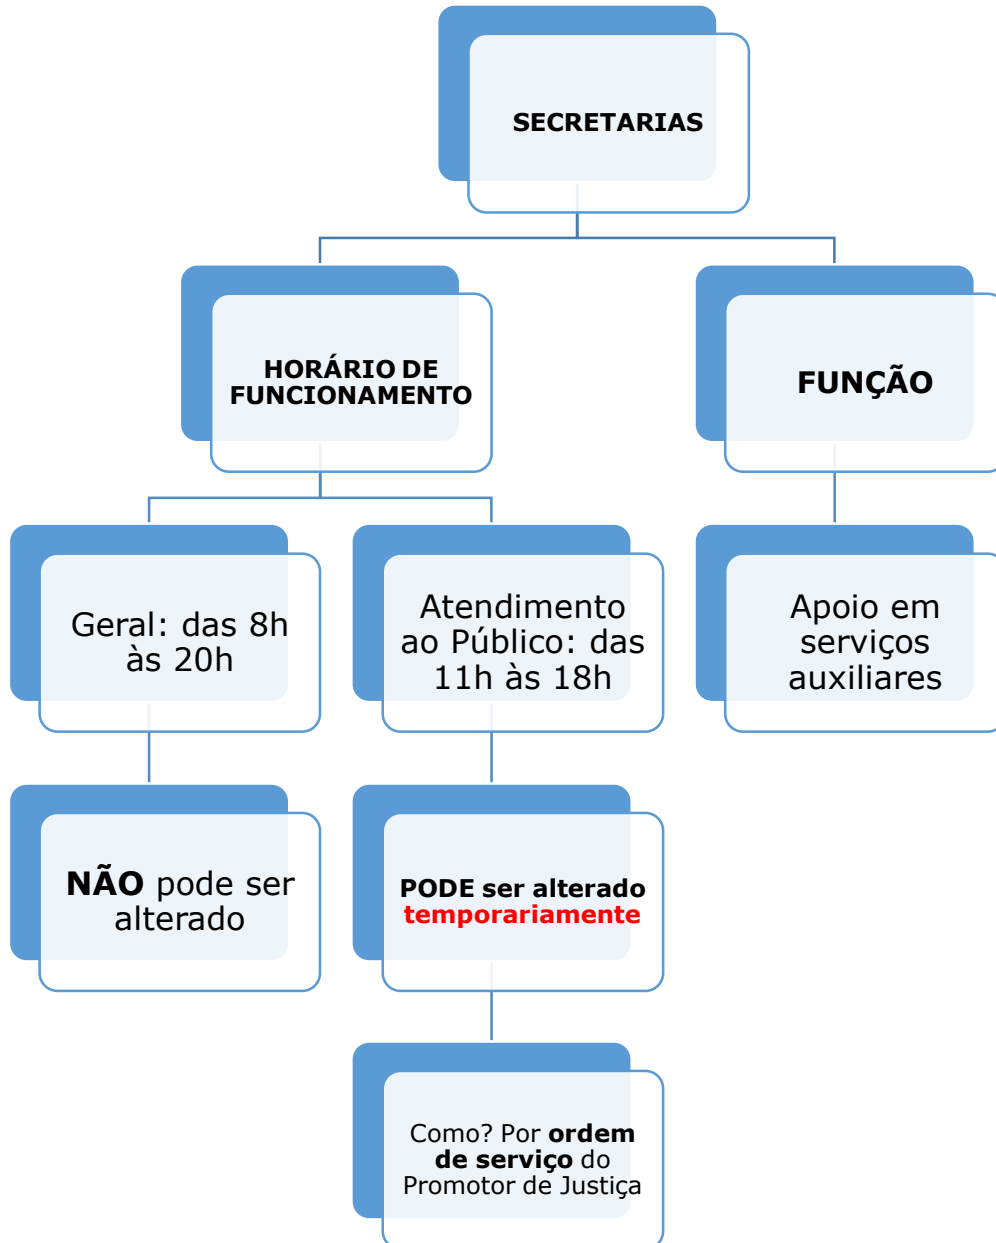 SECRETARIAS
HORÁRIO DE
FUNCIONAMENTO
FUNÇÃO
Geral: das 8h
às 20h
Atendimento
ao Público: das
11h às 18h
Apoio em
serviços
auxiliares
NÃO pode ser
alterado
PODE ser alterado
temporariamente
Como? Por ordem
de serviço do
Promotor de Justiça